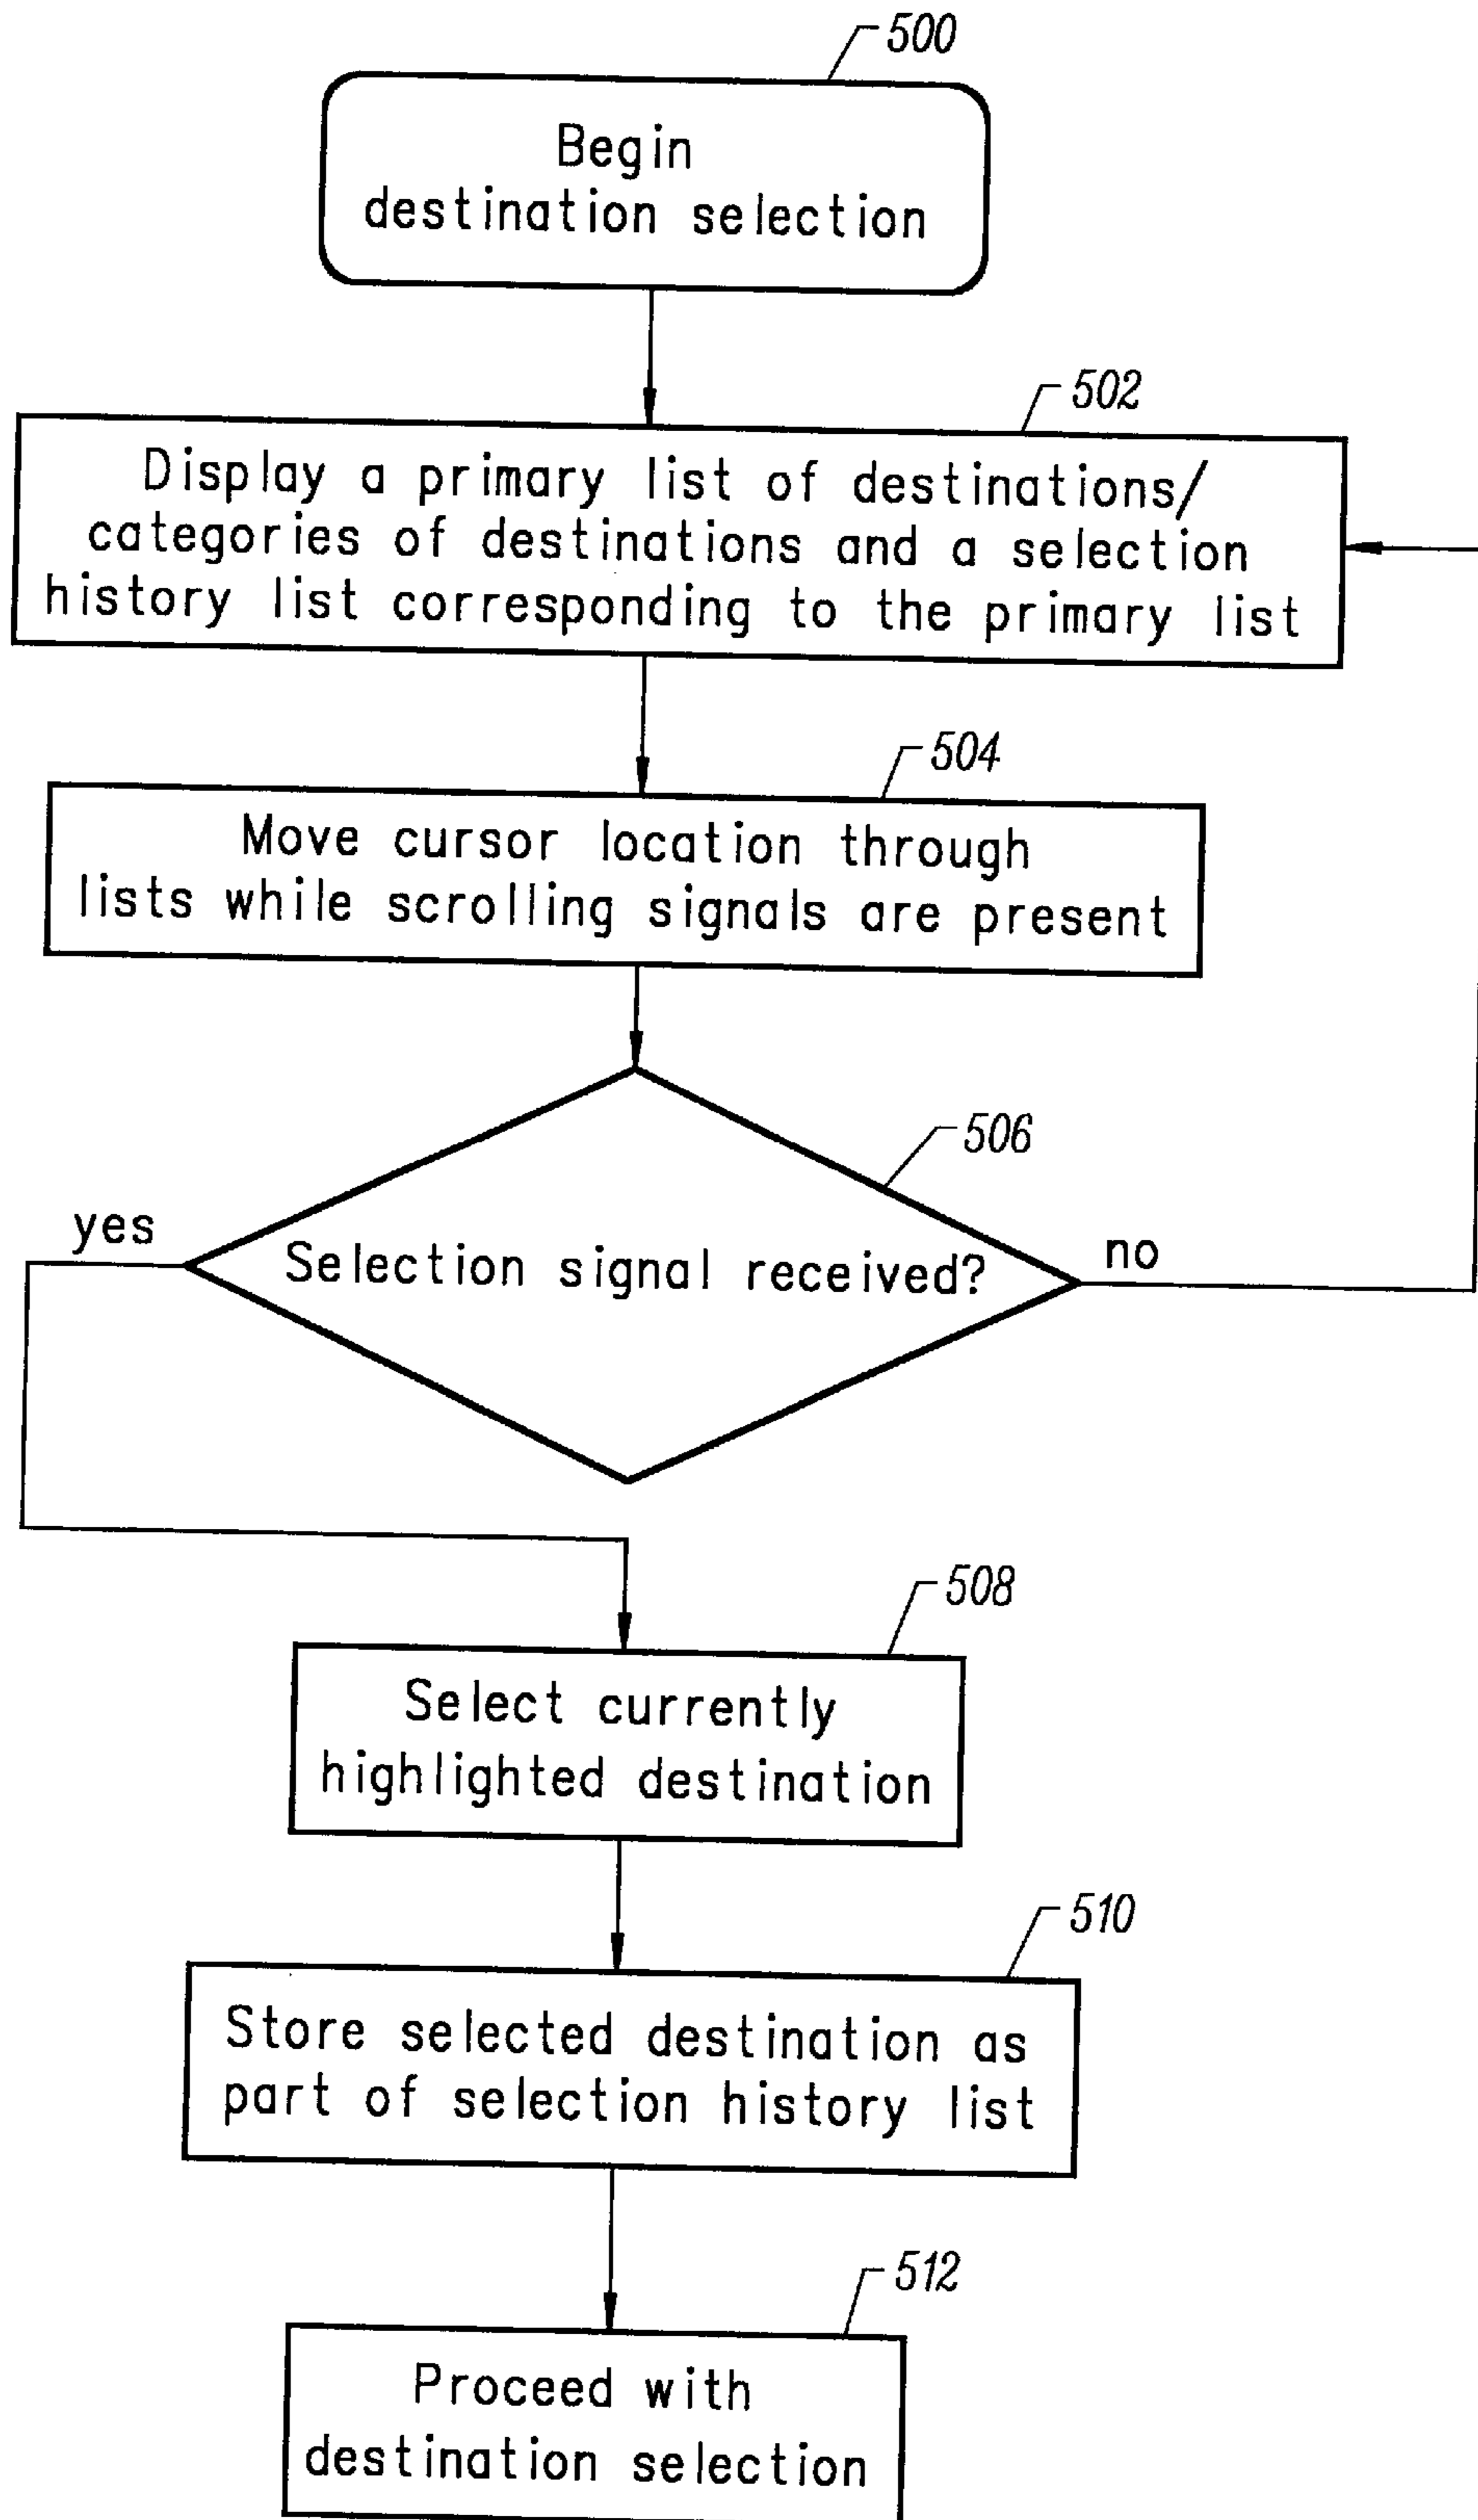 500
Begin
destination selection
502
Display a primary list of destinations/
categories of destinations and a selection
history list corresponding to the primary list
504
Move cursor location through
lists while scrolling signals are present
506
yes
Selection signal received?
no
508
Select currently
highlighted destination
510
Store selected destination as
part of selection history list
512
Proceed with
destination selection